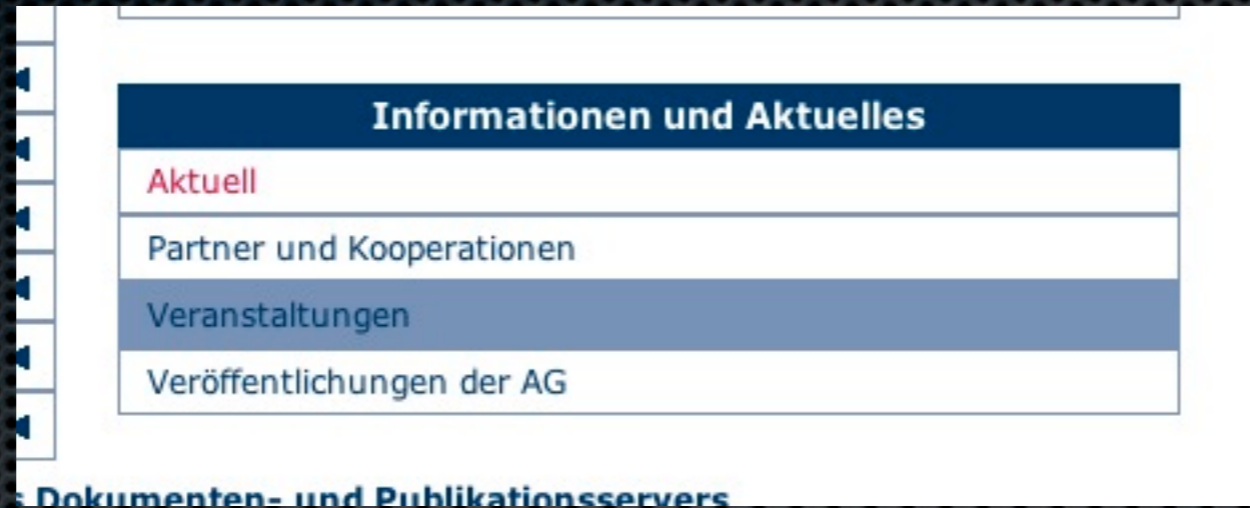 Informationen und Aktuelles
Aktuell
Partner und Kooperationen
Veranstaltungen
Veröffentlichungen der AG
s Dokumenten- und Publikationsservers